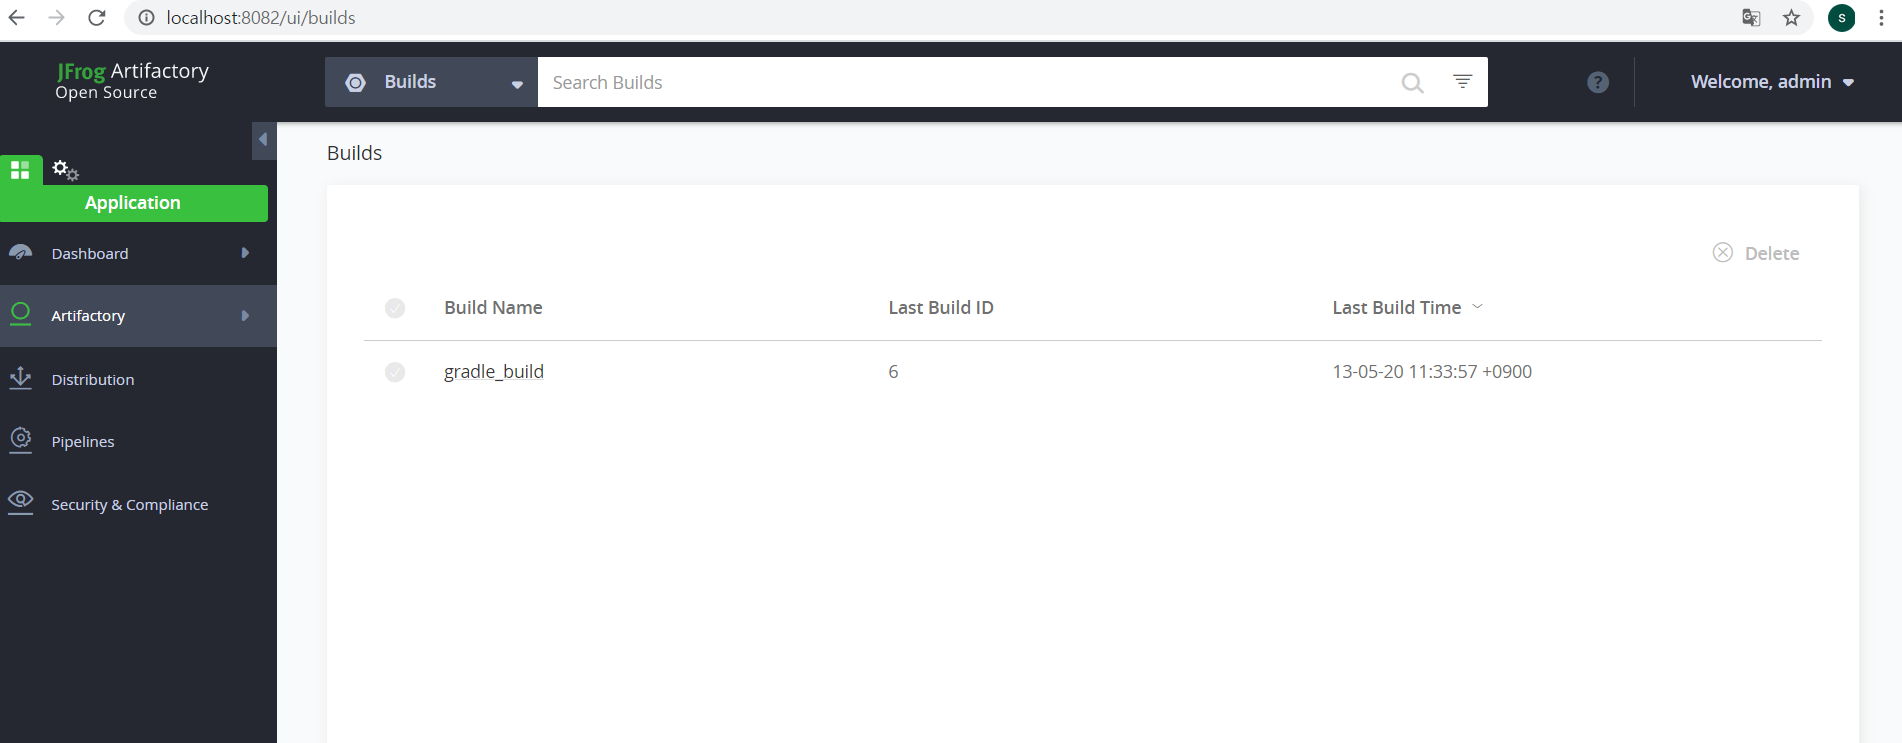 localhost:8082/ui/builds
S
JFrog Artifactory
Open Source
Builds
Search Builds
?
Welcome, admin
Builds
Application
Delete
Dashboard
Artifactory
Distribution
Pipelines
Security & Compliance
Build Name Last Build ID Last Build Time
gradle_build 6 13-05-20 11:33:57 +0900